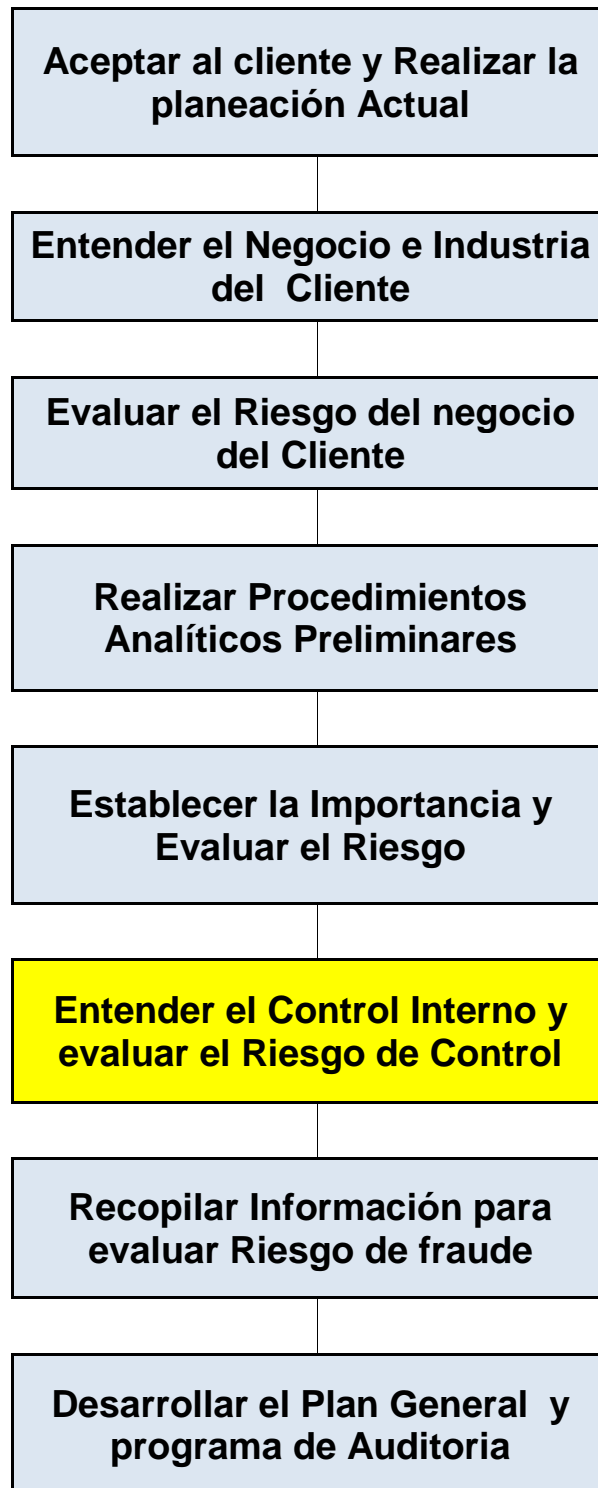 Aceptar al cliente y Realizar la
planeación Actual
Entender el Negocio e Industria
del Cliente
Evaluar el Riesgo del negocio
del Cliente
Realizar Procedimientos
Analíticos Preliminares
Establecer la Importancia y
Evaluar el Riesgo
Entender el Control Interno y
evaluar el Riesgo de Control
Recopilar Información para
evaluar Riesgo de fraude
Desarrollar el Plan General y
programa de Auditoria